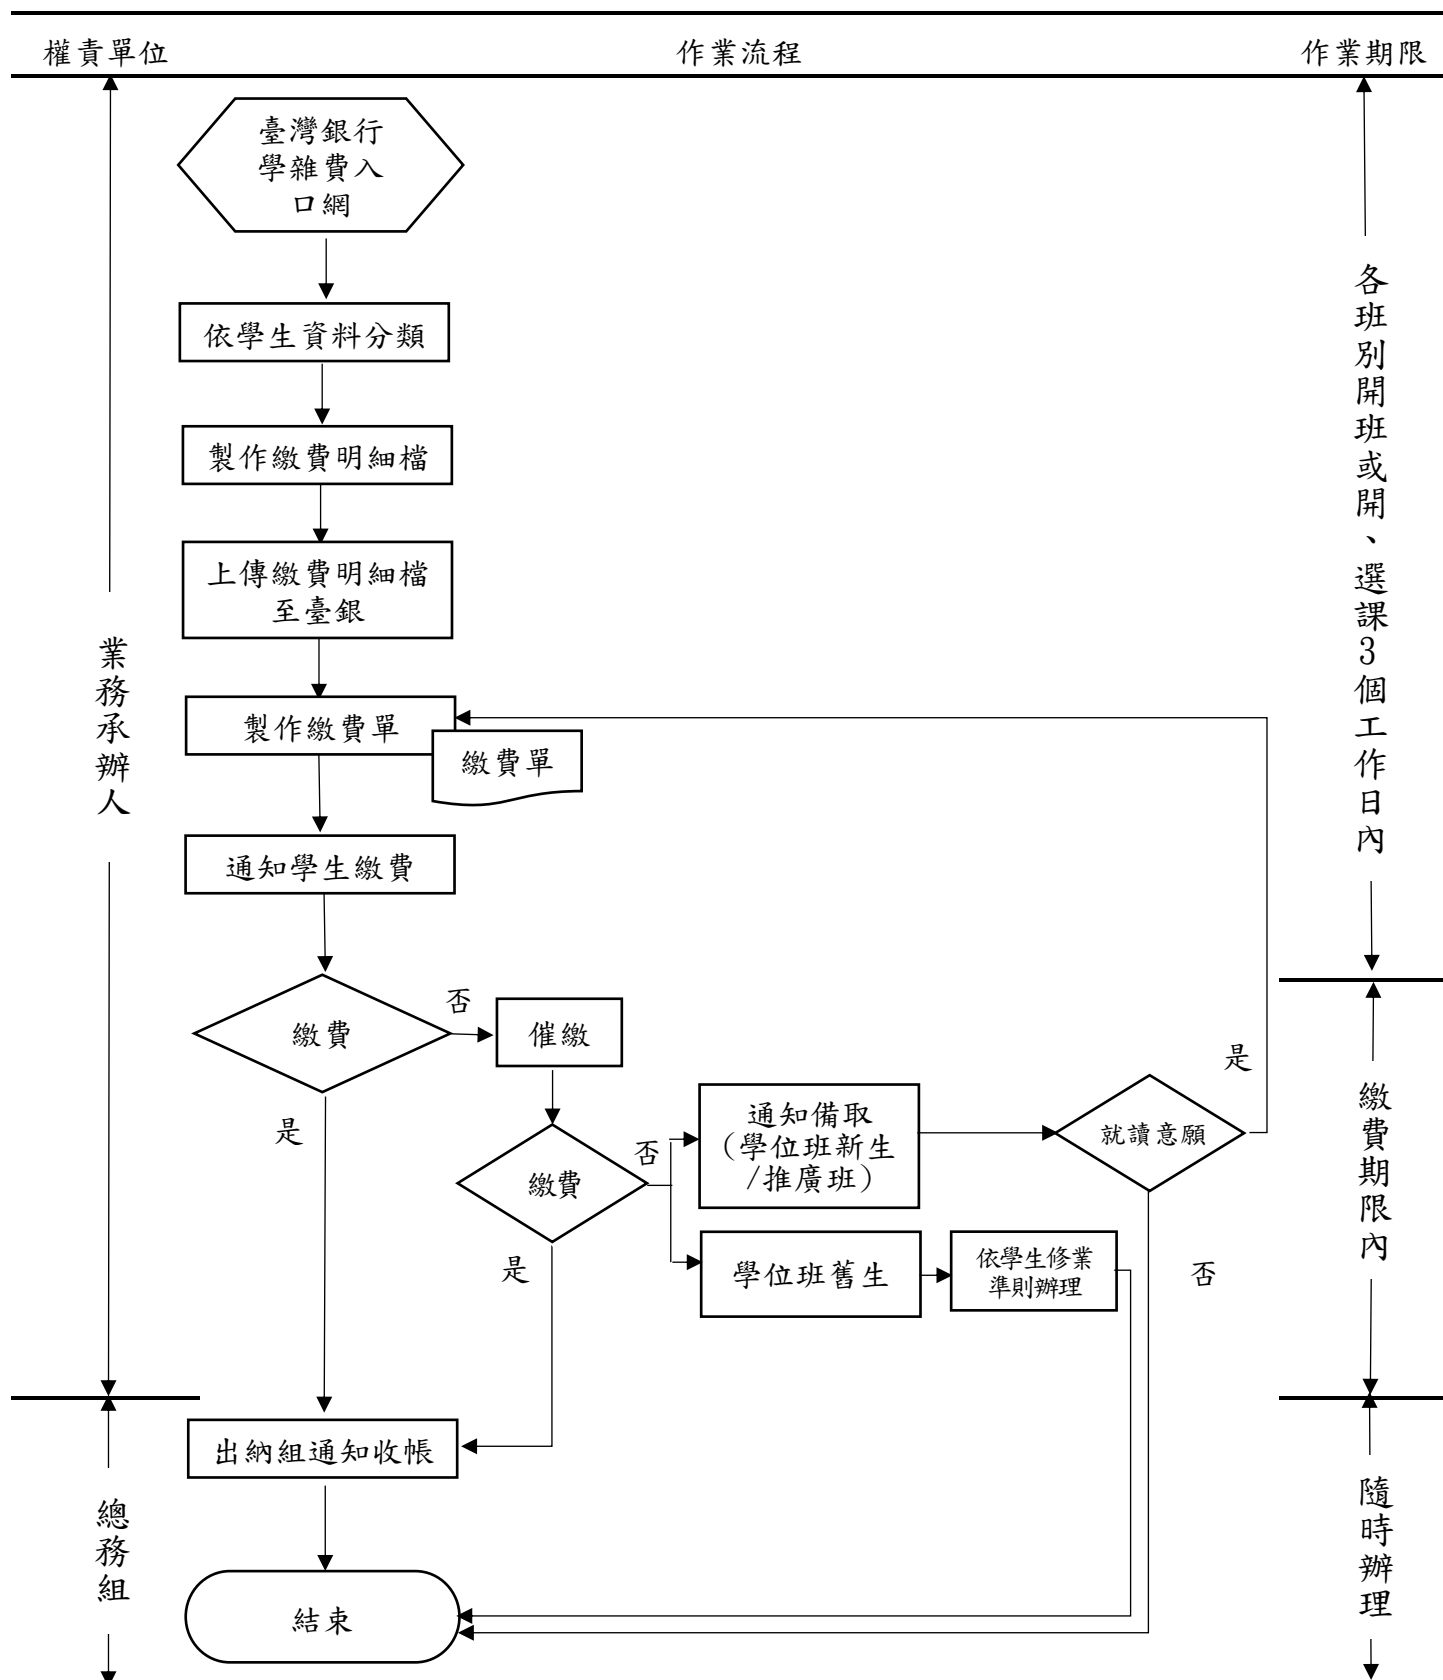 權責單位
作業流程
作業期限
臺灣銀行
學雜費入
口網
依學生資料分類
製作繳費明細檔
上傳繳費明細檔
至臺銀
製作繳費單
繳費單
通知學生繳費
繳費
否
催繳
是
繳費
否
是
通知備取
(學位班新生
/推廣班)
就讀意願
是
否
學位班舊生
依學生修業
準則辦理
出納組通知收帳
結束
業務承辦人
總務組
各班別開班或開、選課3個工作日內
繳費期限內
隨時辦理